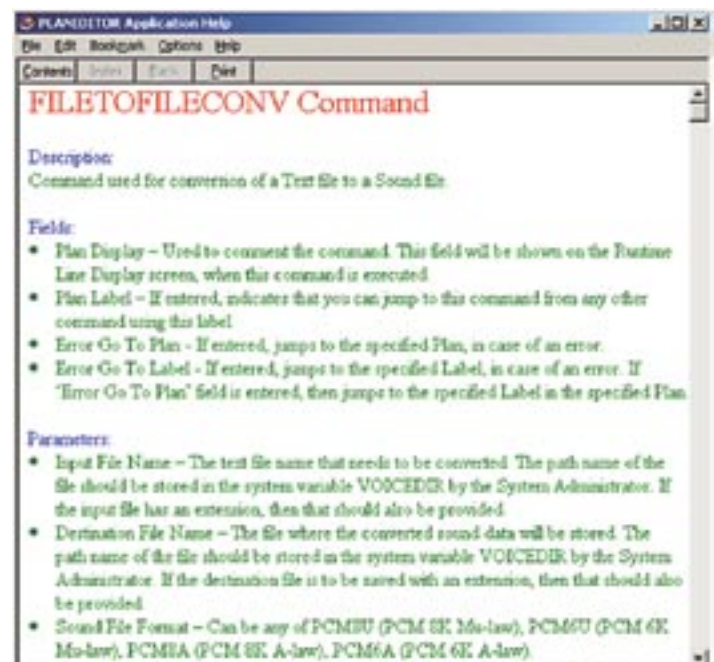 PLANEDITOR Application Help
File Edit Bookmark Options Help
Contents Index Back Print
FILETOFILECONV Command
Description:
Command used for conversion of a Text file to a Sound file.
Fields:
• Plan Display – Used to comment the command. This field will be shown on the Runtime
Line Display screen, when this command is executed
• Plan Label – If entered, indicates that you can jump to this command from any other
command using this label
• Error Go To Plan - If entered, jumps to the specified Plan, in case of an error.
• Error Go To Label - If entered, jumps to the specified Label, in case of an error. If
"Error Go To Plan" field is entered, then jumps to the specified Label in the specified Plan.
Parameters:
• Input File Name – The text file name that needs to be converted. The path name of the
file should be stored in the system variable VOICEDIR by the System Administrator. If
the input file has an extension, then that should also be provided
• Destination File Name – The file where the converted sound data will be stored. The
path name of the file should be stored in the system variable VOICEDIR by the System
Administrator. If the destination file is to be saved with an extension, then that should also
be provided
• Sound File Format – Can be any of PCM8U (PCM 8K Mu-law), PCM6U (PCM 6K
Mu-law), PCM8A (PCM 8K A-law), PCM6A (PCM 6K A-law).